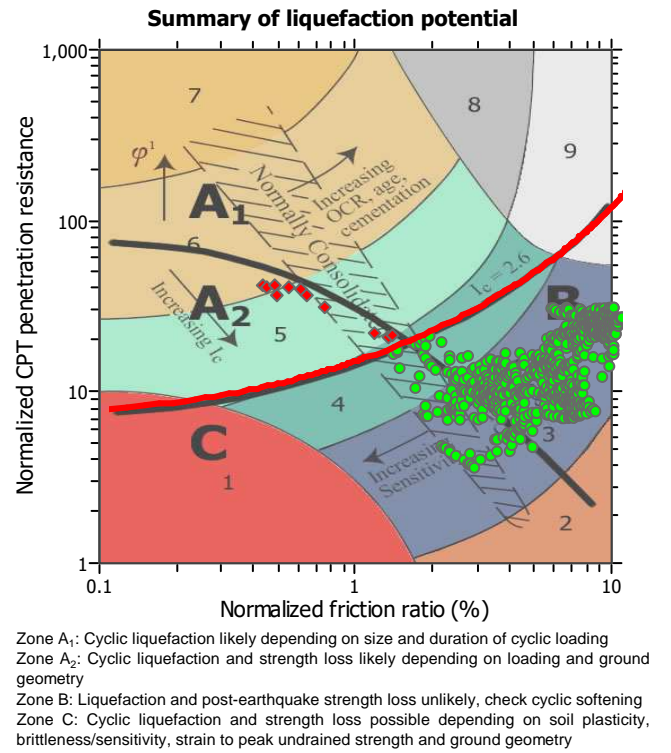 Summary of liquefaction potential
1,000
7
8
9
φ¹
Increasing
OCR, age,
cementation
Normally Consolidated
A₁
100
6
A₂
Increasing Ic
5
Ic = 2.6
B
10
4
3
C
1
Increasing
Sensitivity
2
1
0.1
1
10
Normalized CPT penetration resistance
Normalized friction ratio (%)
Zone A₁: Cyclic liquefaction likely depending on size and duration of cyclic loading
Zone A₂: Cyclic liquefaction and strength loss likely depending on loading and ground
geometry
Zone B: Liquefaction and post-earthquake strength loss unlikely, check cyclic softening
Zone C: Cyclic liquefaction and strength loss possible depending on soil plasticity,
brittleness/sensitivity, strain to peak undrained strength and ground geometry